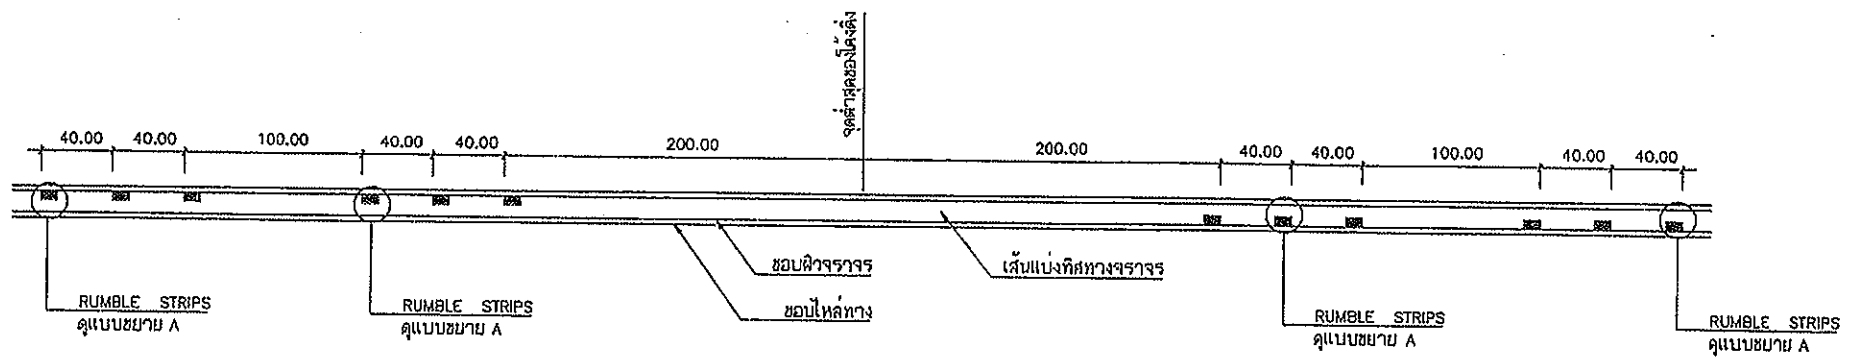 จุดต่ำสุดของโค้งดิ่ง
40.00 40.00 100.00 40.00 40.00 200.00 200.00 40.00 40.00 100.00 40.00 40.00
ขอบผิวจราจร
เส้นแบ่งทิศทางจราจร
ขอบไหล่ทาง
RUMBLE STRIPS
ดูแบบขยาย A
RUMBLE STRIPS
ดูแบบขยาย A
RUMBLE STRIPS
ดูแบบขยาย A
RUMBLE STRIPS
ดูแบบขยาย A